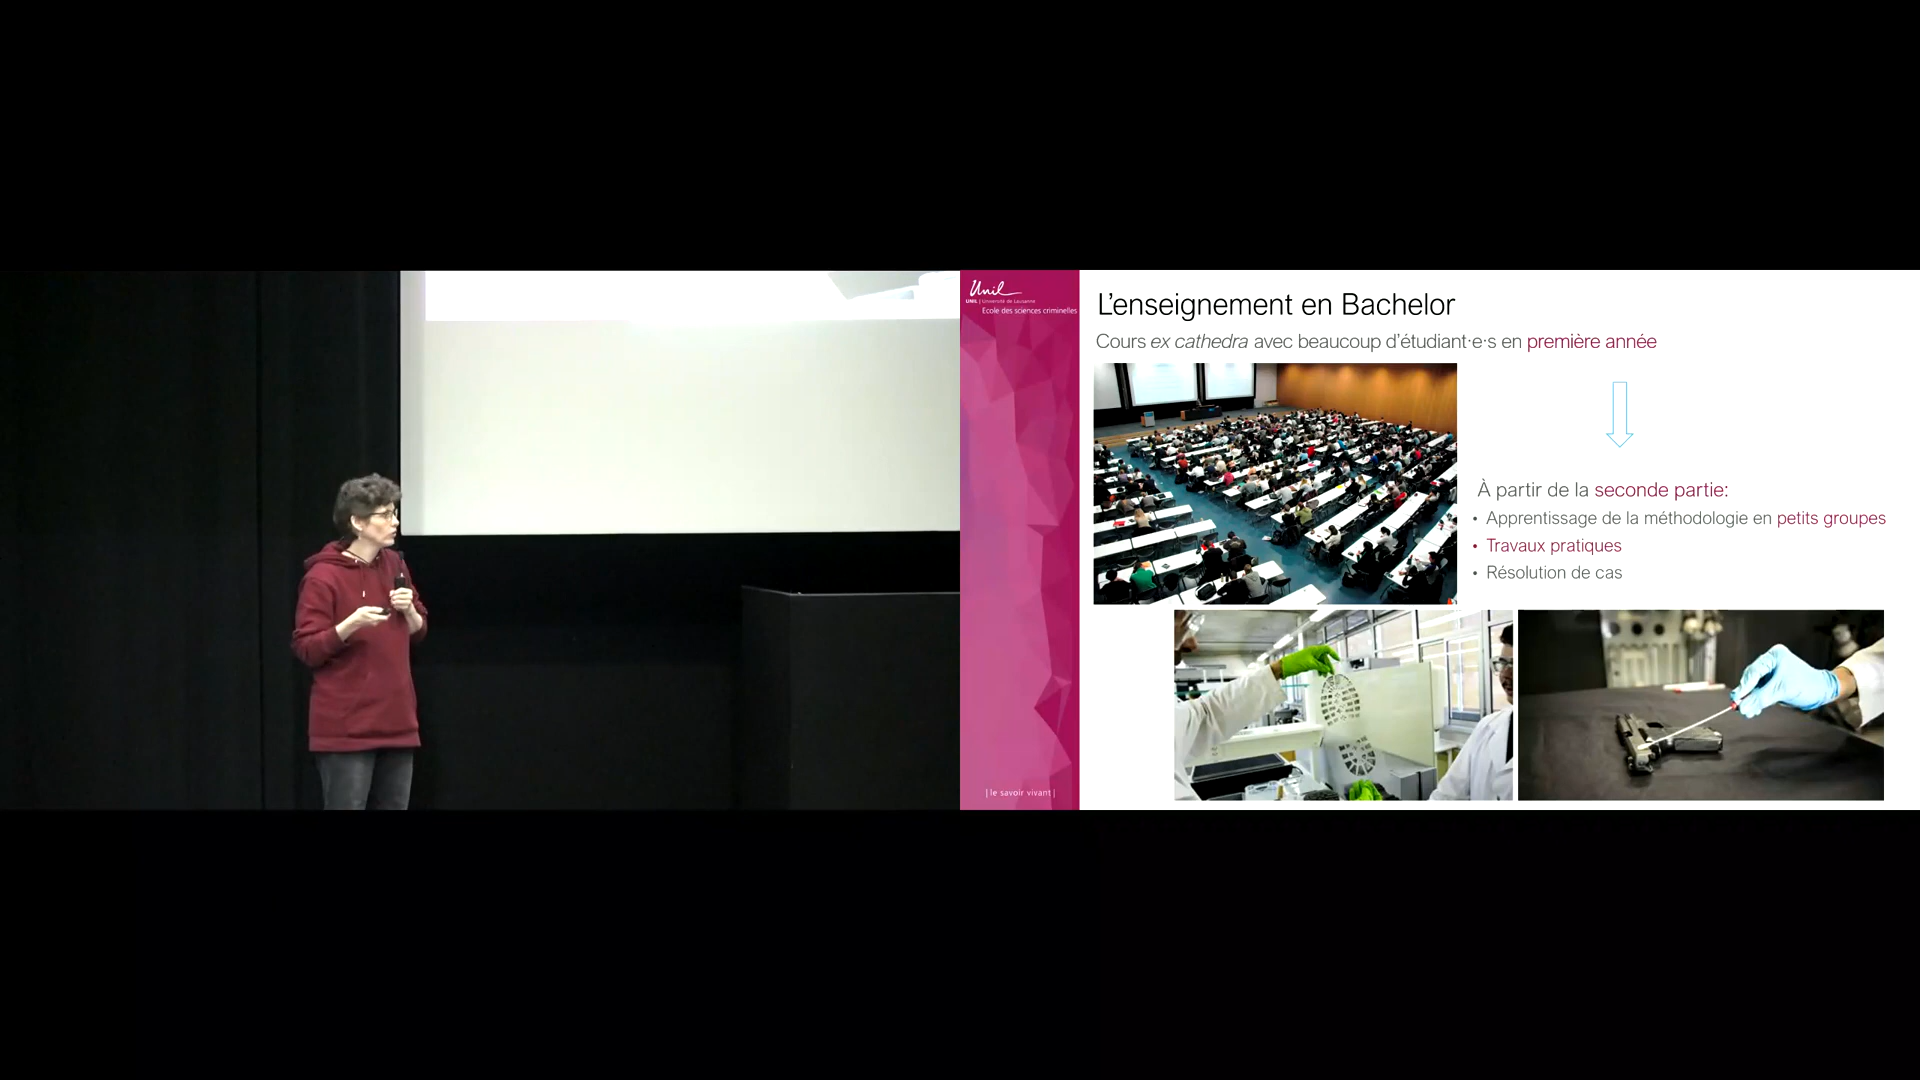 Unil
UNIL | Université de Lausanne
Ecole des sciences criminelles
L'enseignement en Bachelor
Cours ex cathedra avec beaucoup d'étudiant·e·s en première année
À partir de la seconde partie:
• Apprentissage de la méthodologie en petits groupes
• Travaux pratiques
• Résolution de cas
| le savoir vivant |